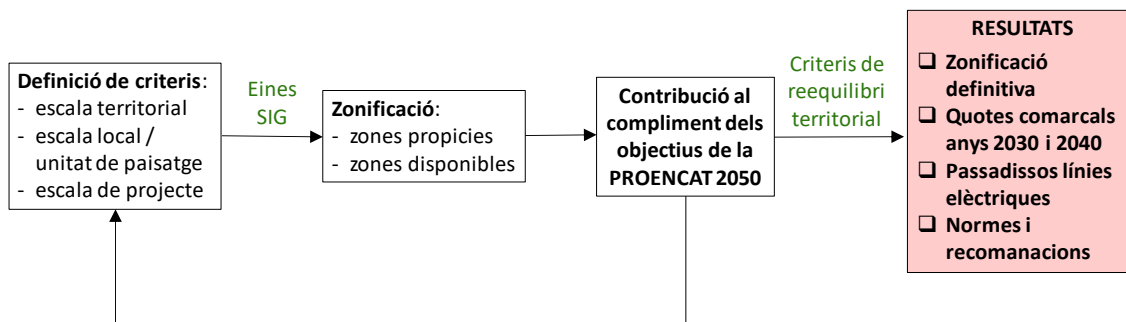 Definició de criteris:
- escala territorial
- escala local /
unitat de paisatge
- escala de projecte
Eines
SIG
Zonificació:
- zones propicies
- zones disponibles
Contribució al
compliment dels
objectius de la
PROENCAT 2050
Criteris de
reequilibri
territorial
RESULTATS
❑ Zonificació
definitiva
❑ Quotes comarcals
anys 2030 i 2040
❑ Passadissos línies
elèctriques
❑ Normes i
recomanacions